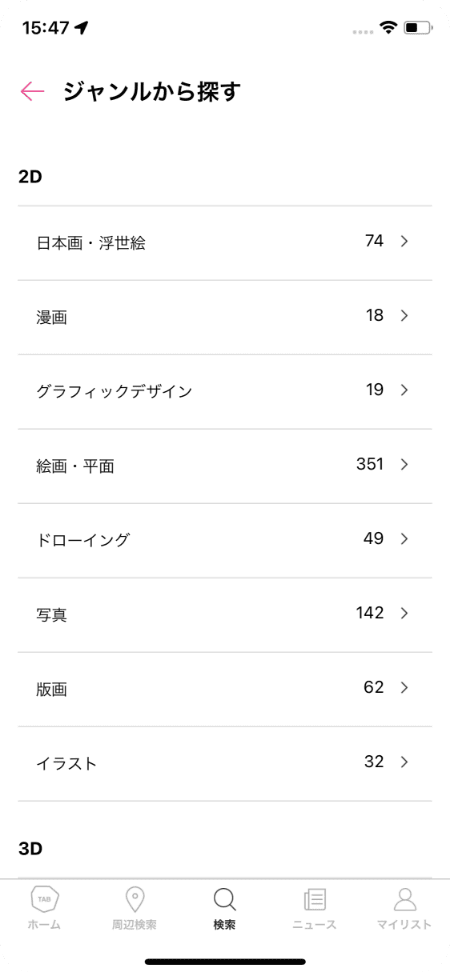 15:47
ジャンルから探す
2D
日本画・浮世絵 74
漫画 18
グラフィックデザイン 19
絵画・平面 351
ドローイング 49
写真 142
版画 62
イラスト 32
3D
TAB
ホーム 周辺検索 検索 ニュース マイリスト